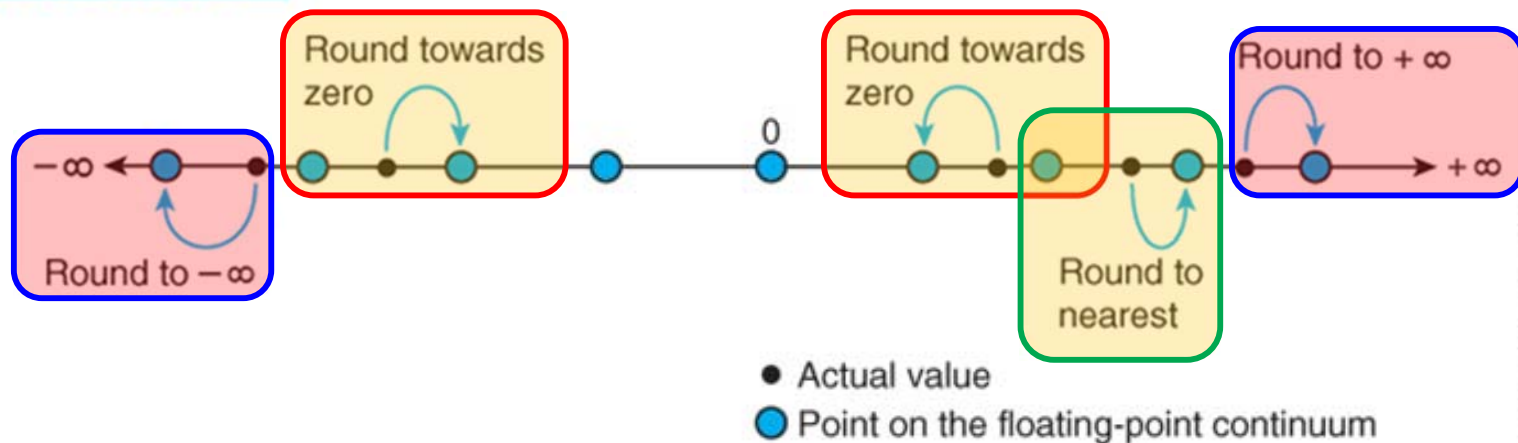 Round towards
zero
Round towards
zero
Round to + ∞
0
−∞
+∞
Round to −∞
Round to
nearest
Actual value
Point on the floating-point continuum